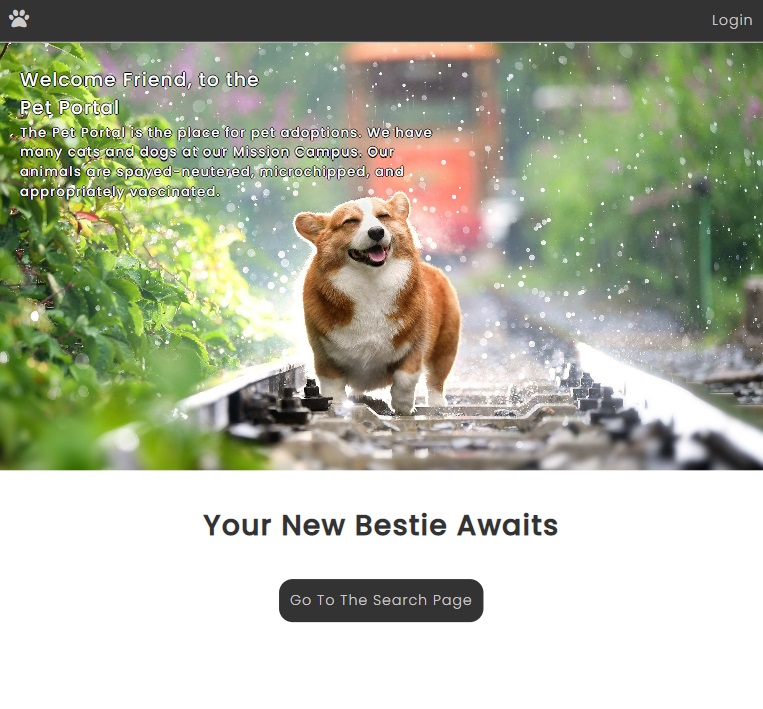 Login
Welcome Friend, to the
Pet Portal
The Pet Portal is the place for pet adoptions. We have
many cats and dogs at our Mission Campus. Our
animals are spayed-neutered, microchipped, and
appropriately vaccinated.
Your New Bestie Awaits
Go To The Search Page